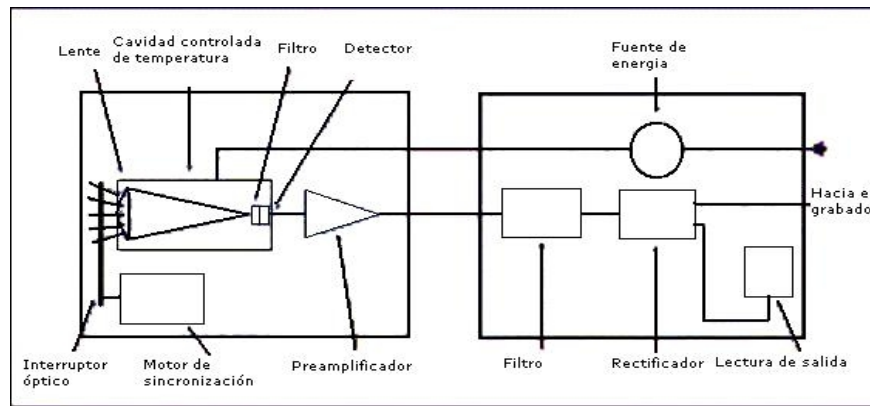 Lente
Cavidad controlada
de temperatura
Filtro
Detector
Fuente de
energia
Hacia e
grabado
Interruptor
óptico
Motor de
sincronización
Preamplificador
Filtro
Rectificador
Lectura de salida